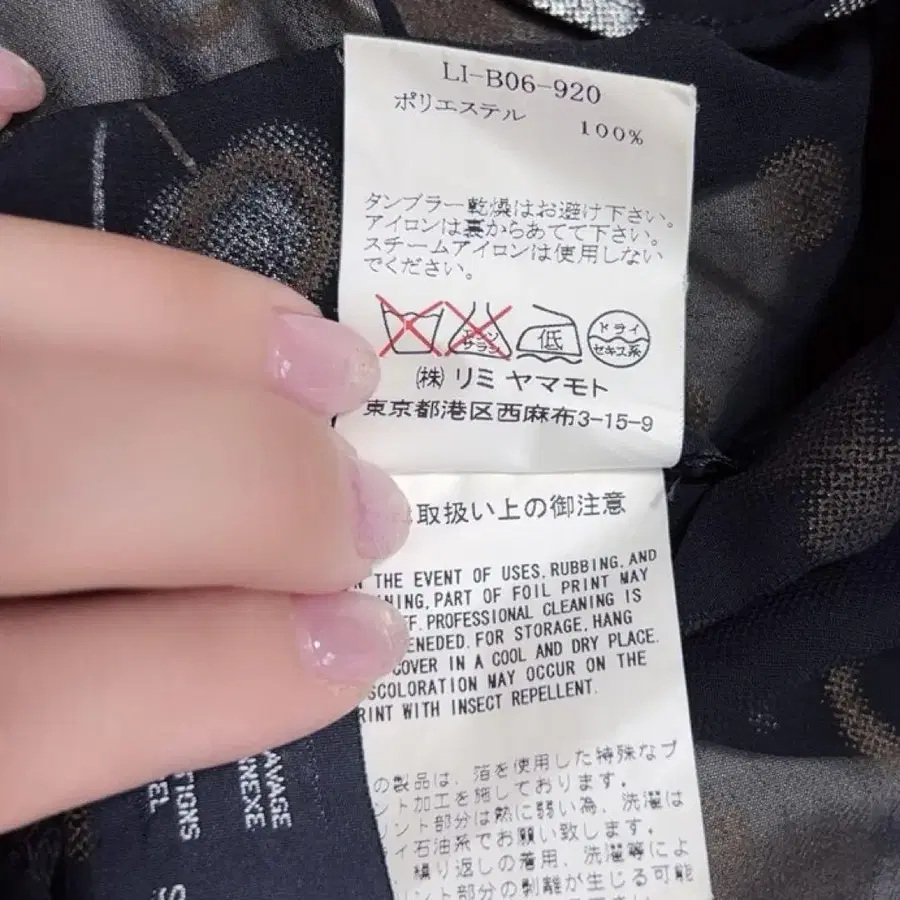 LI-B06-920
ポリエステル 100%
タンブラー乾燥はお避け下さい。
アイロンは裏からあてて下さい。
スチームアイロンは使用しない
でください。
エンソ
サラシ
低
ドライ
セキユ系
㈱ リミ ヤマモト
東京都港区西麻布3-15-9
取扱い上の御注意
THE EVENT OF USES, RUBBING, AND
PART OF FOIL PRINT MAY
PROFESSIONAL CLEANING IS
FOR STORAGE, HANG
COVER IN A COOL AND DRY PLACE.
MAY OCCUR ON THE
WITH INSECT REPELLENT.
の製品は、箔を使用した特殊なプ
ント加工を施しております。
リント部分は熱に弱い為、洗濯は
イ石油系でお願い致します。
繰り返しの着用、洗濯等によ
リント部分の剥離が生じる可能